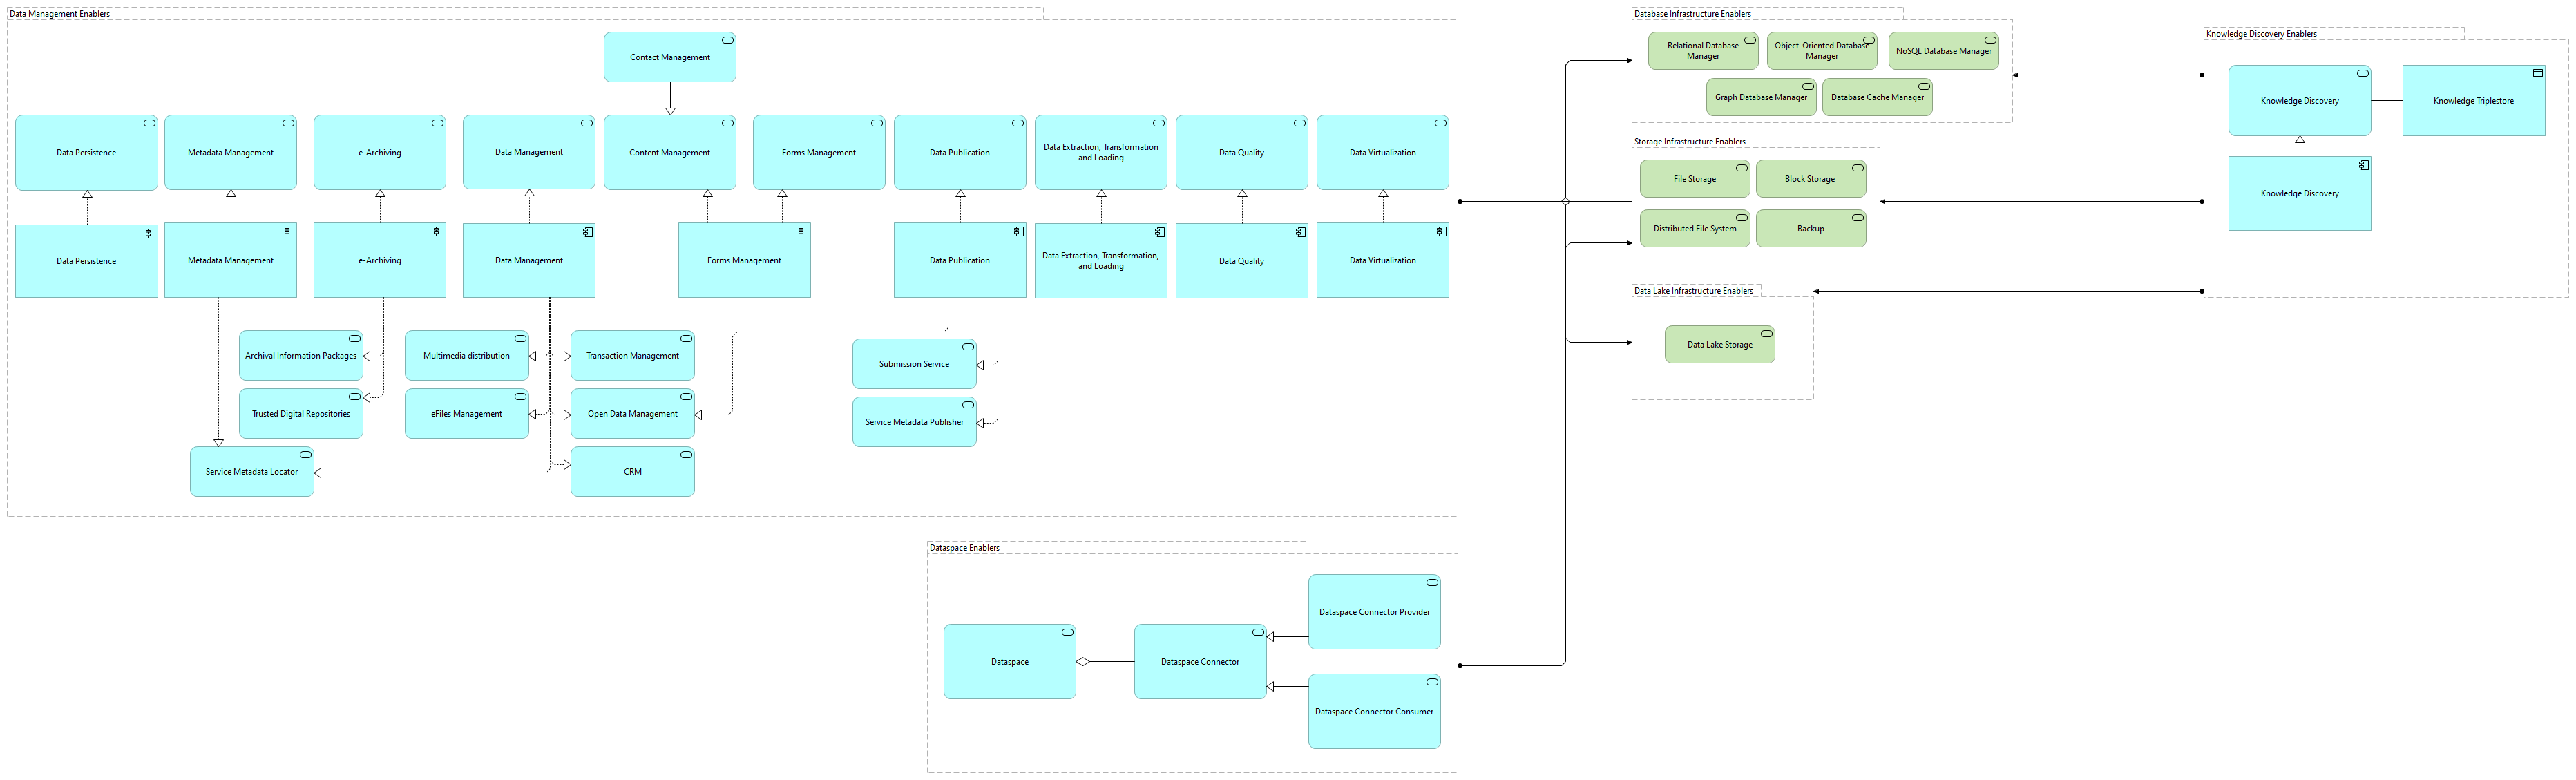 Data Management Enablers
Contact Management
Data Persistence
Metadata Management
e-Archiving
Data Management
Content Management
Forms Management
Data Publication
Data Extraction, Transformation
and Loading
Data Quality
Data Virtualization
Data Persistence
Metadata Management
e-Archiving
Data Management
Forms Management
Data Publication
Data Extraction, Transformation,
and Loading
Data Quality
Data Virtualization
Archival Information Packages
Multimedia distribution
Transaction Management
Submission Service
Trusted Digital Repositories
eFiles Management
Open Data Management
Service Metadata Publisher
Service Metadata Locator
CRM
Dataspace Enablers
Dataspace Connector Provider
Dataspace
Dataspace Connector
Dataspace Connector Consumer
Database Infrastructure Enablers
Relational Database
Manager
Object-Oriented Database
Manager
NoSQL Database Manager
Graph Database Manager
Database Cache Manager
Storage Infrastructure Enablers
File Storage
Block Storage
Distributed File System
Backup
Data Lake Infrastructure Enablers
Data Lake Storage
Knowledge Discovery Enablers
Knowledge Discovery
Knowledge Triplestore
Knowledge Discovery